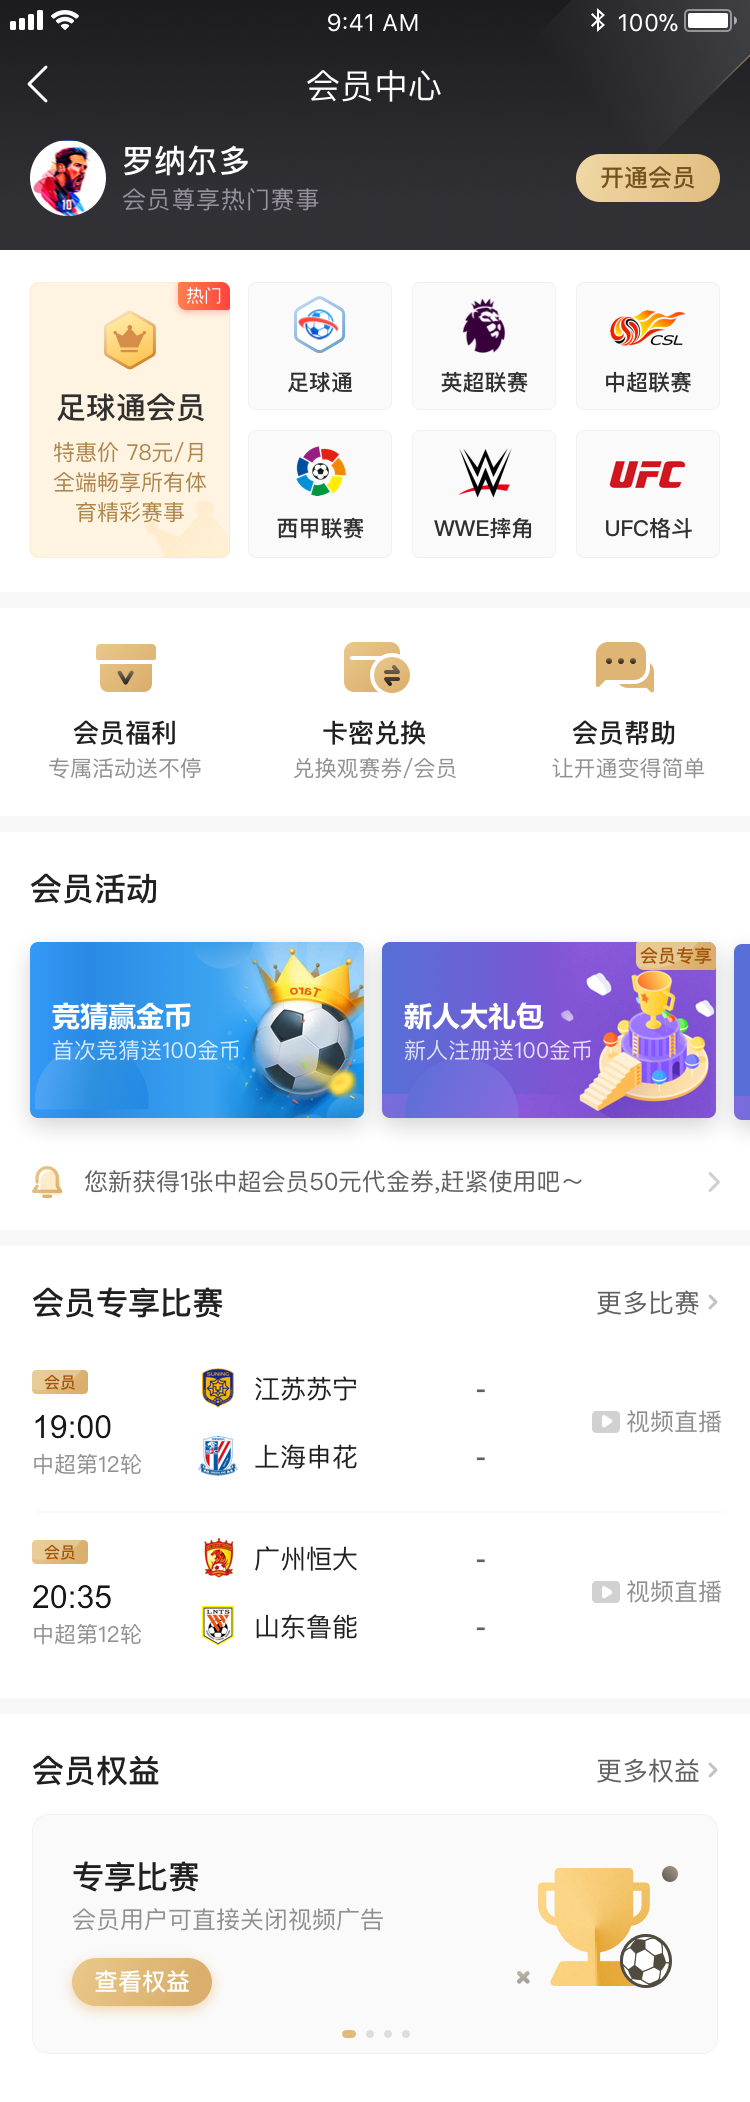 9:41 AM
100%
会员中心
罗纳尔多
会员尊享热门赛事
开通会员
10
热门
足球通会员
特惠价 78元/月
全端畅享所有体
育精彩赛事
足球通
英超联赛
CSL
中超联赛
西甲联赛
WWE摔角
UFC
UFC格斗
会员福利
专属活动送不停
卡密兑换
兑换观赛券/会员
会员帮助
让开通变得简单
会员活动
竞猜赢金币
首次竞猜送100金币
Taro
会员专享
新人大礼包
新人注册送100金币
您新获得1张中超会员50元代金券,赶紧使用吧~
会员专享比赛
更多比赛
会员
19:00
中超第12轮
SUNING
江苏苏宁
-
上海申花
-
视频直播
会员
20:35
中超第12轮
广州恒大
-
LNTS
山东鲁能
-
视频直播
会员权益
更多权益
专享比赛
会员用户可直接关闭视频广告
查看权益